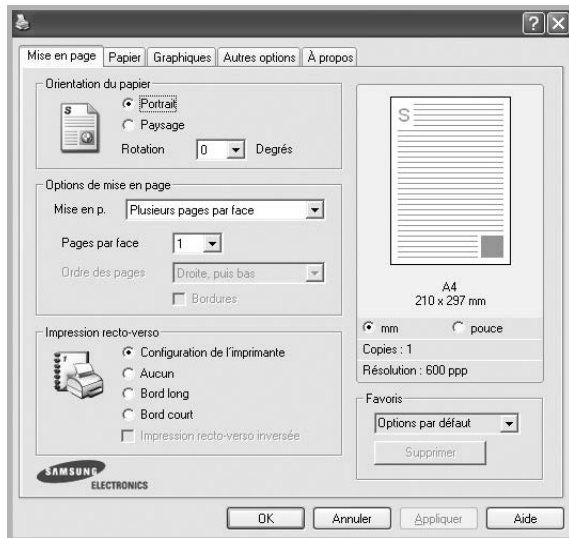 Mise en page
Papier
Graphiques
Autres options
À propos
Orientation du papier
S
Portrait
Paysage
Rotation
0
Degrés
Options de mise en page
Mise en p.
Plusieurs pages par face
Pages par face
1
Ordre des pages
Droite, puis bas
Bordures
Impression recto-verso
1
Configuration de l'imprimante
Aucun
Bord long
Bord court
Impression recto-verso inversée
SAMSUNG
ELECTRONICS
S
A4
210 x 297 mm
mm
pouce
Copies : 1
Résolution : 600 ppp
Favoris
Options par défaut
Supprimer
OK
Annuler
Appliquer
Aide